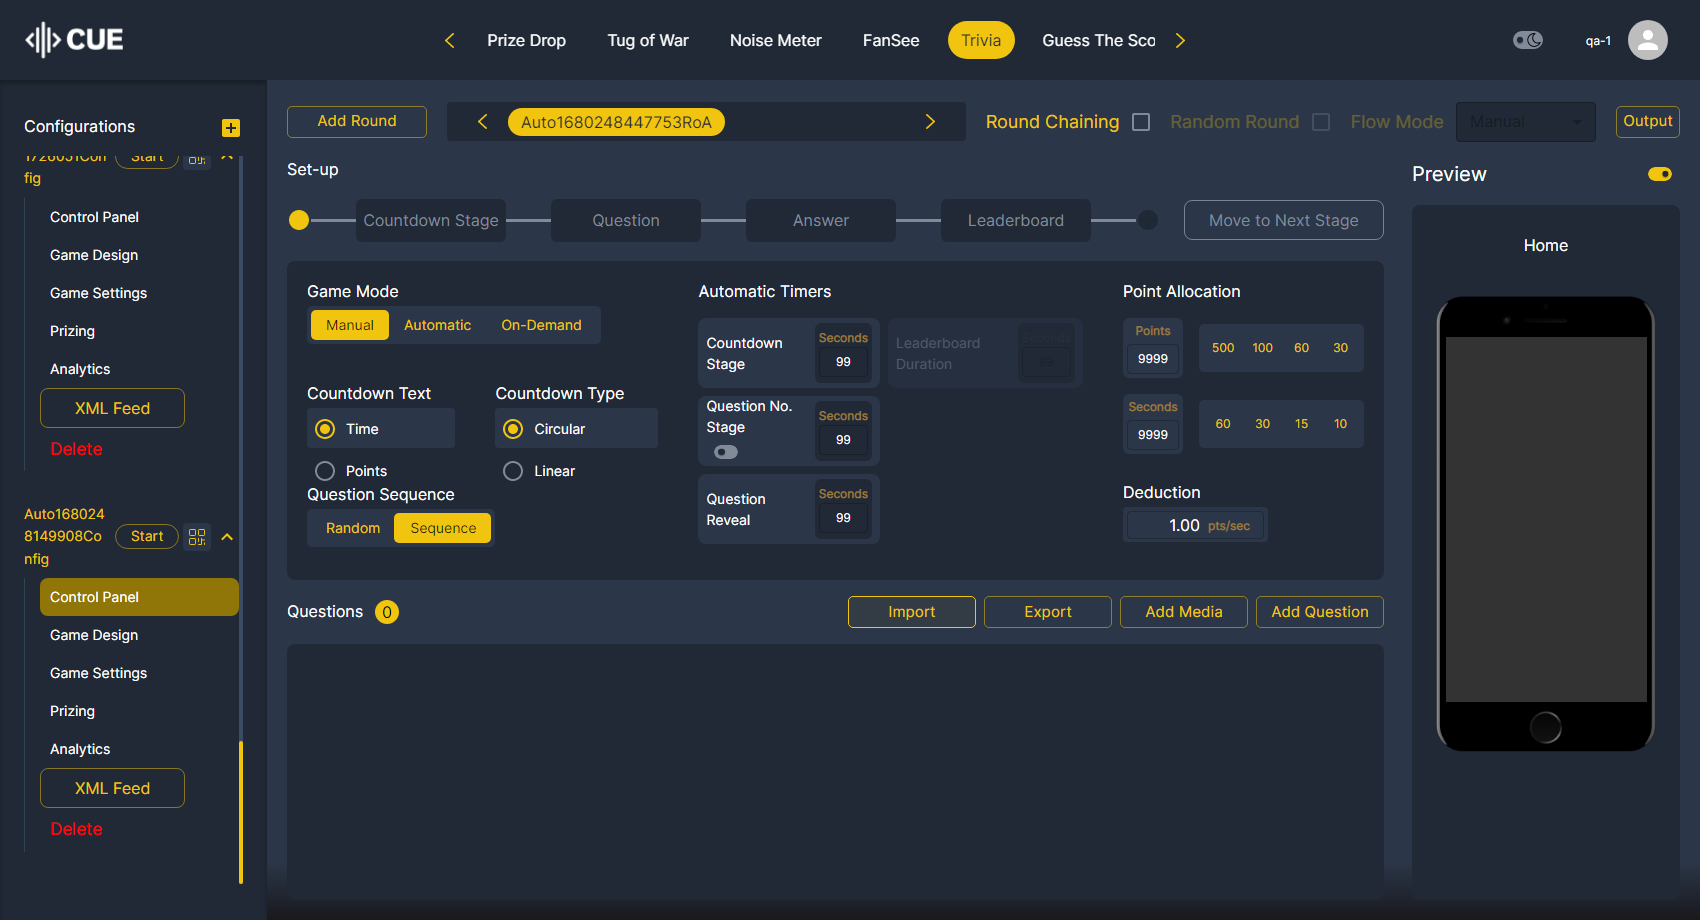 CUE
Prize Drop
Tug of War
Noise Meter
FanSee
Trivia
Guess The Sco
qa-1
Configurations
Start
fig
Control Panel
Game Design
Game Settings
Prizing
Analytics
XML Feed
Delete
Auto168024
8149908Co
nfig
Start
Control Panel
Game Design
Game Settings
Prizing
Analytics
XML Feed
Delete
Add Round
Auto1680248447753RoA
Round Chaining
Random Round
Flow Mode
Manual
Output
Set-up
Countdown Stage
Question
Answer
Leaderboard
Move to Next Stage
Game Mode
Manual
Automatic
On-Demand
Countdown Text
Time
Points
Countdown Type
Circular
Linear
Question Sequence
Random
Sequence
Automatic Timers
Countdown
Stage
Seconds
99
Leaderboard
Duration
Seconds
99
Question No.
Stage
Seconds
99
Question
Reveal
Seconds
99
Point Allocation
Points
9999
500
100
60
30
Seconds
9999
60
30
15
10
Deduction
1.00 pts/sec
Questions
0
Import
Export
Add Media
Add Question
Preview
Home